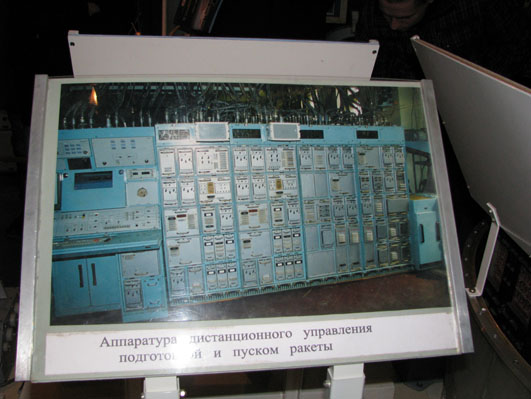 Аппаратура дистанционного управления
подготовкой и пуском ракеты